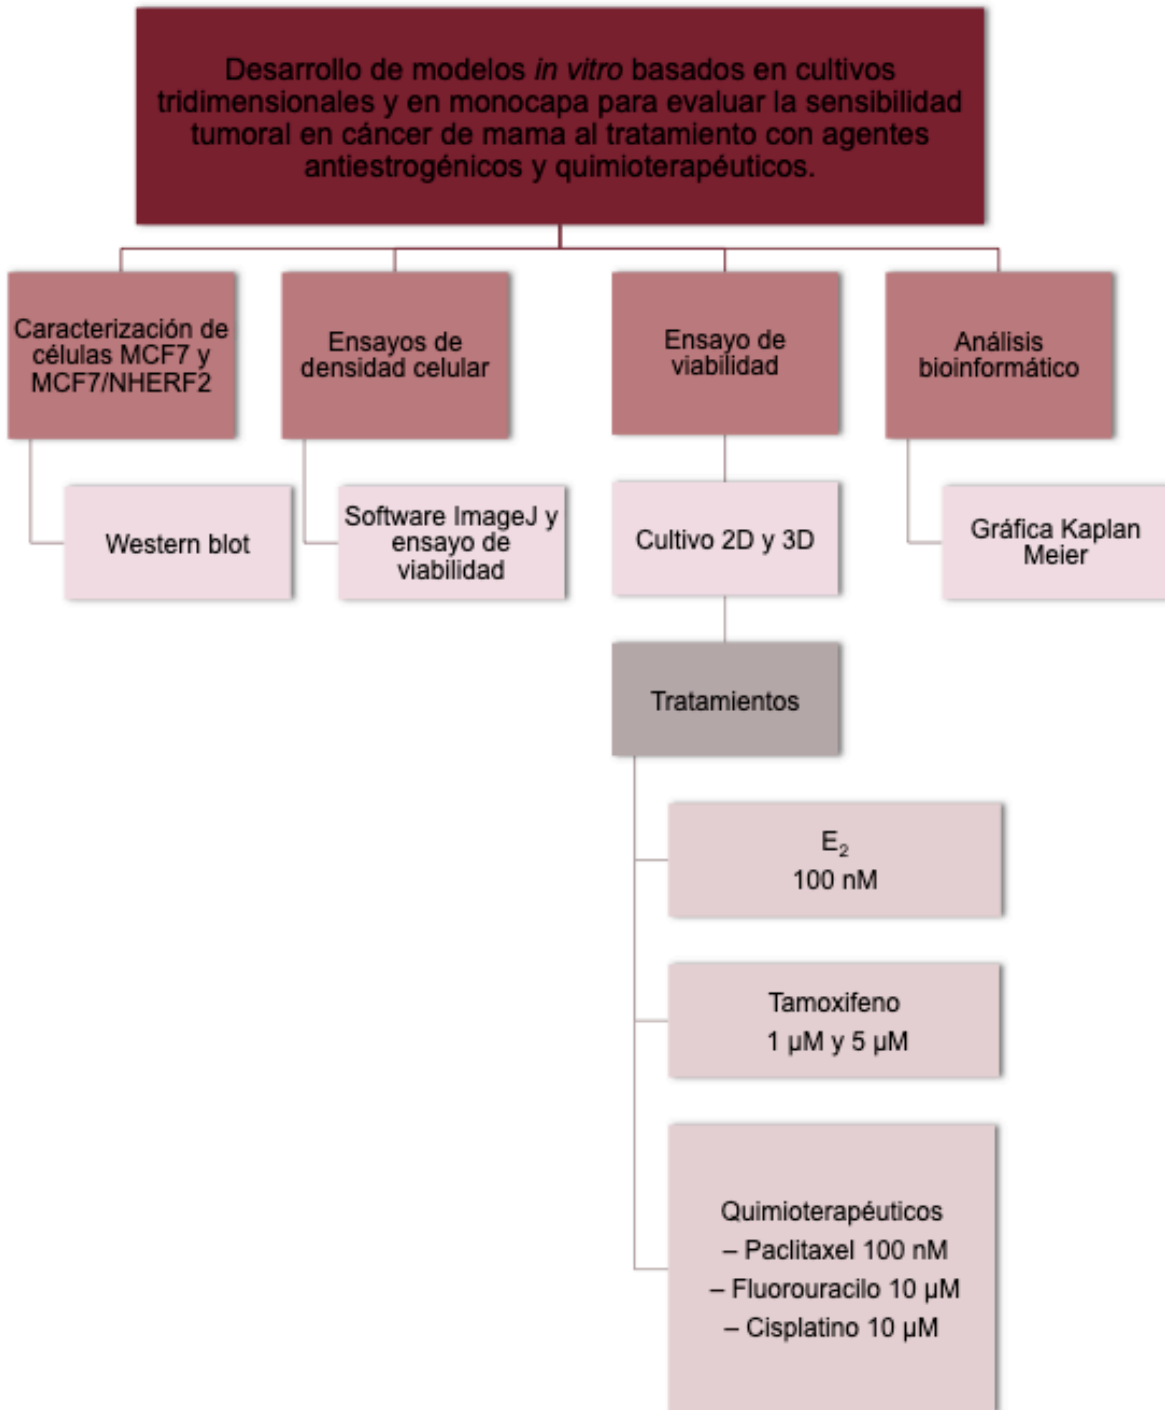 Desarrollo de modelos in vitro basados en cultivos
tridimensionales y en monocapa para evaluar la sensibilidad
tumoral en cáncer de mama al tratamiento con agentes
antiestrogénicos y quimioterapéuticos.
Caracterización de
células MCF7 y
MCF7/NHERF2
Ensayos de
densidad celular
Ensayo de
viabilidad
Análisis
bioinformático
Western blot
Software ImageJ y
ensayo de
viabilidad
Cultivo 2D y 3D
Gráfica Kaplan
Meier
Tratamientos
E₂
100 nM
Tamoxifeno
1 µM y 5 µM
Quimioterapéuticos
– Paclitaxel 100 nM
– Fluorouracilo 10 µM
– Cisplatino 10 µM